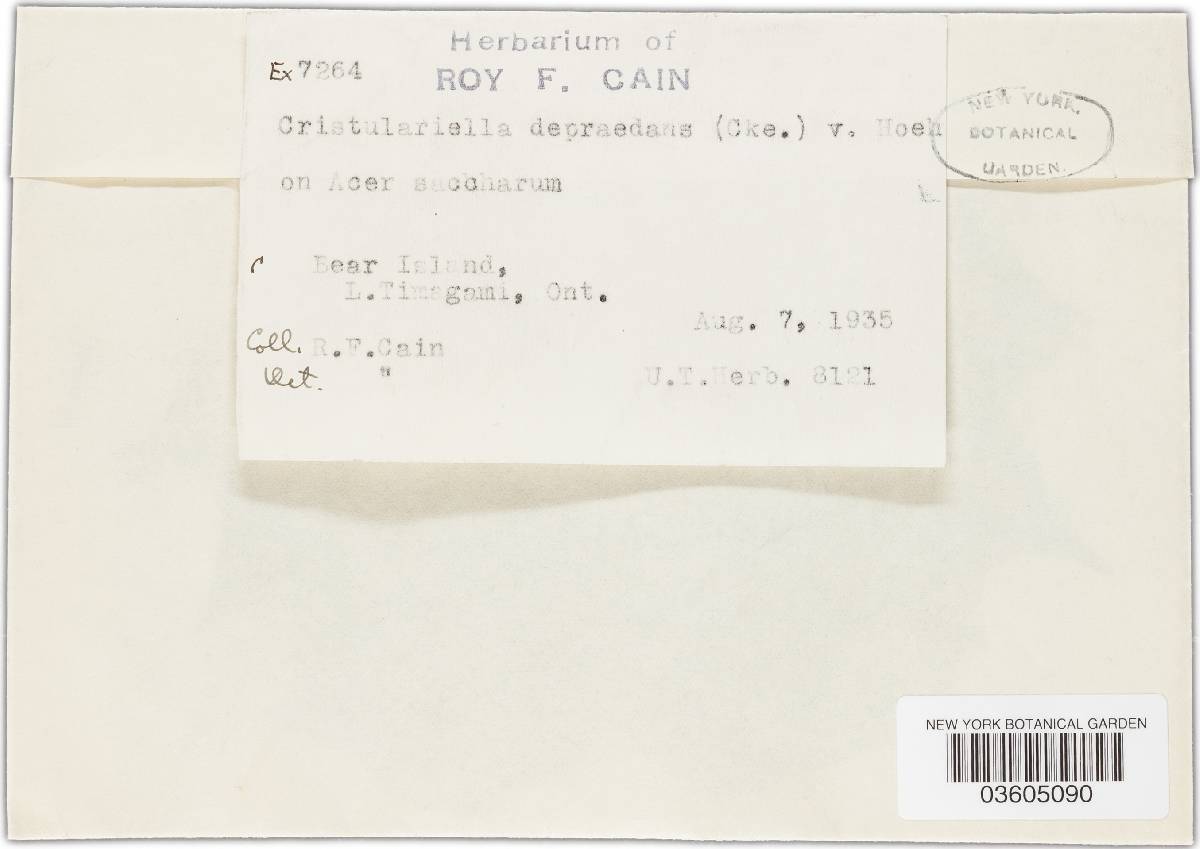 Herbarium of
Ex 7264 ROY F. CAIN
Cristulariella depraedans (Cke.) v. Hoeh
on Acer saccharum
Bear Island,
L.Timagami, Ont.
Aug. 7, 1935
Coll. R.F.Cain
Det. "
U.T.Herb. 8121
NEW YORK
BOTANICAL
GARDEN.
NEW YORK BOTANICAL GARDEN
03605090